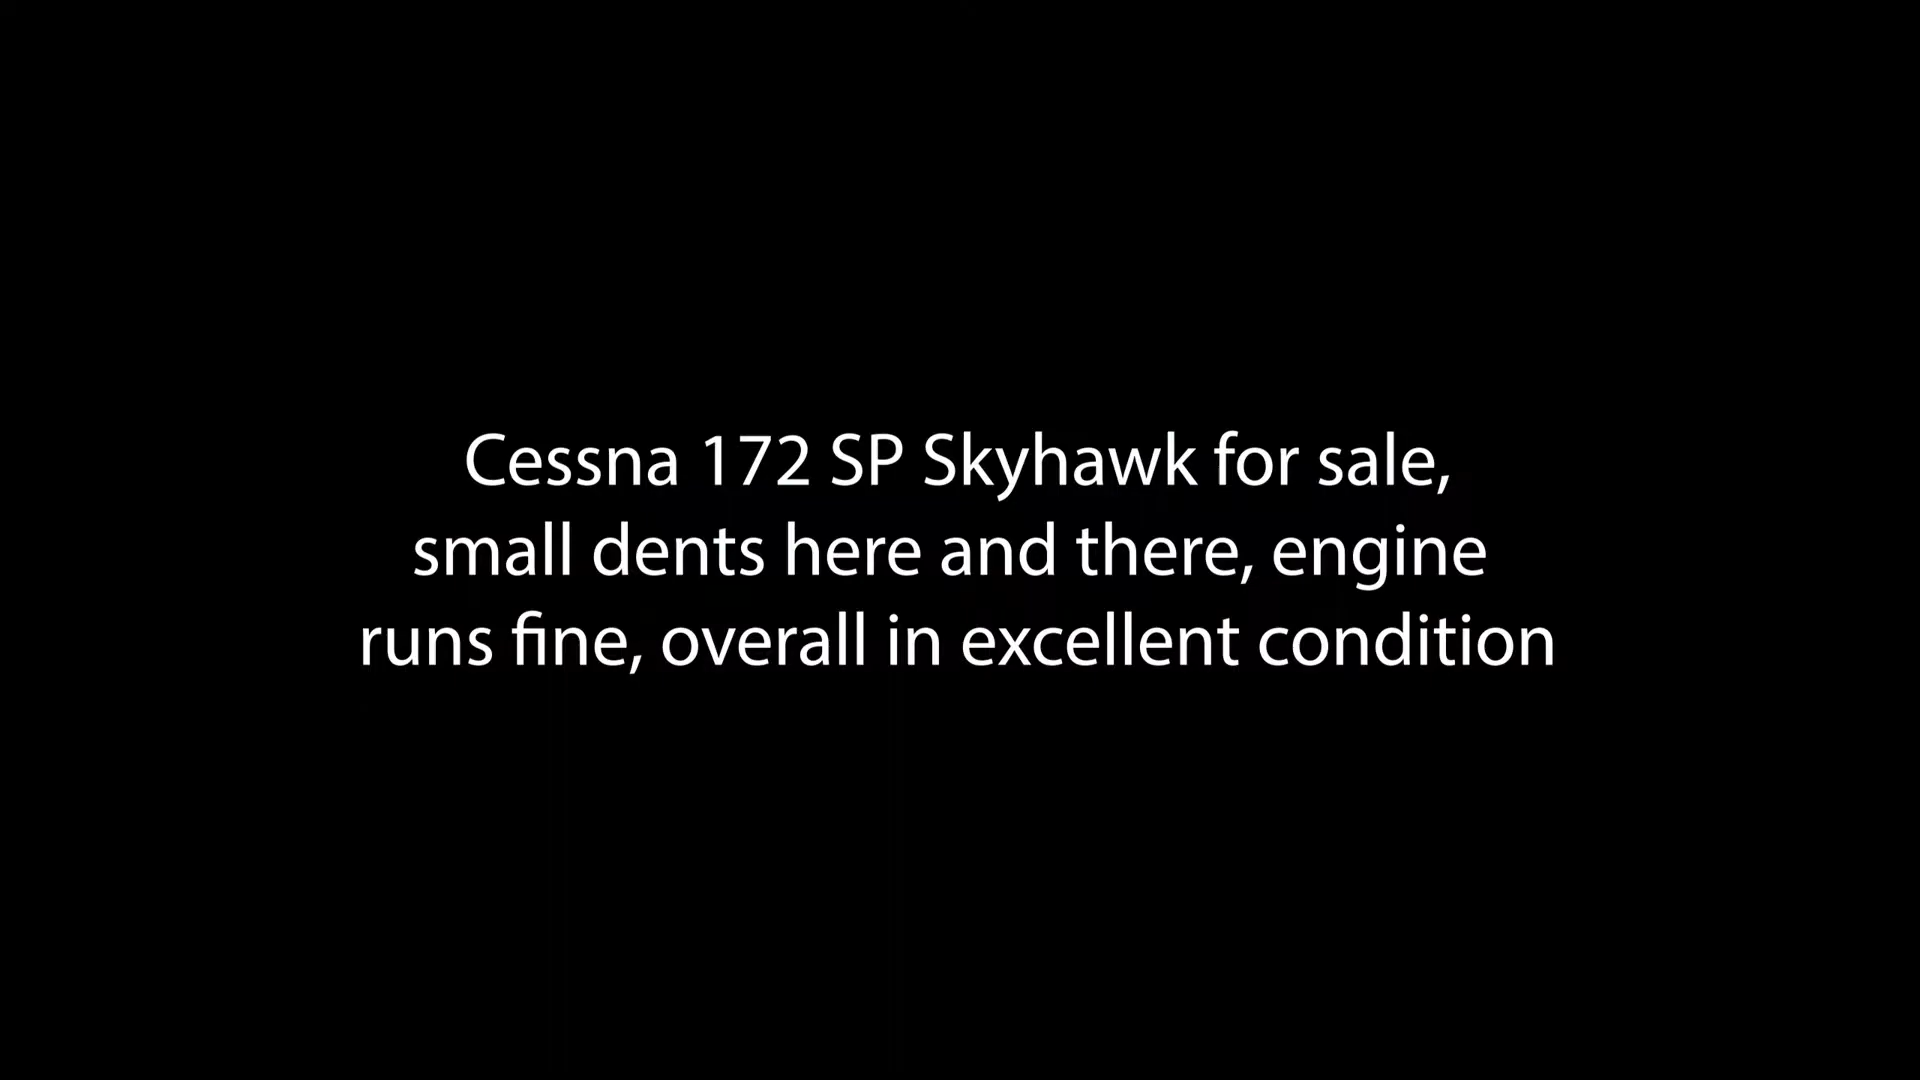 Cessna 172 SP Skyhawk for sale,
small dents here and there, engine
runs fine, overall in excellent condition